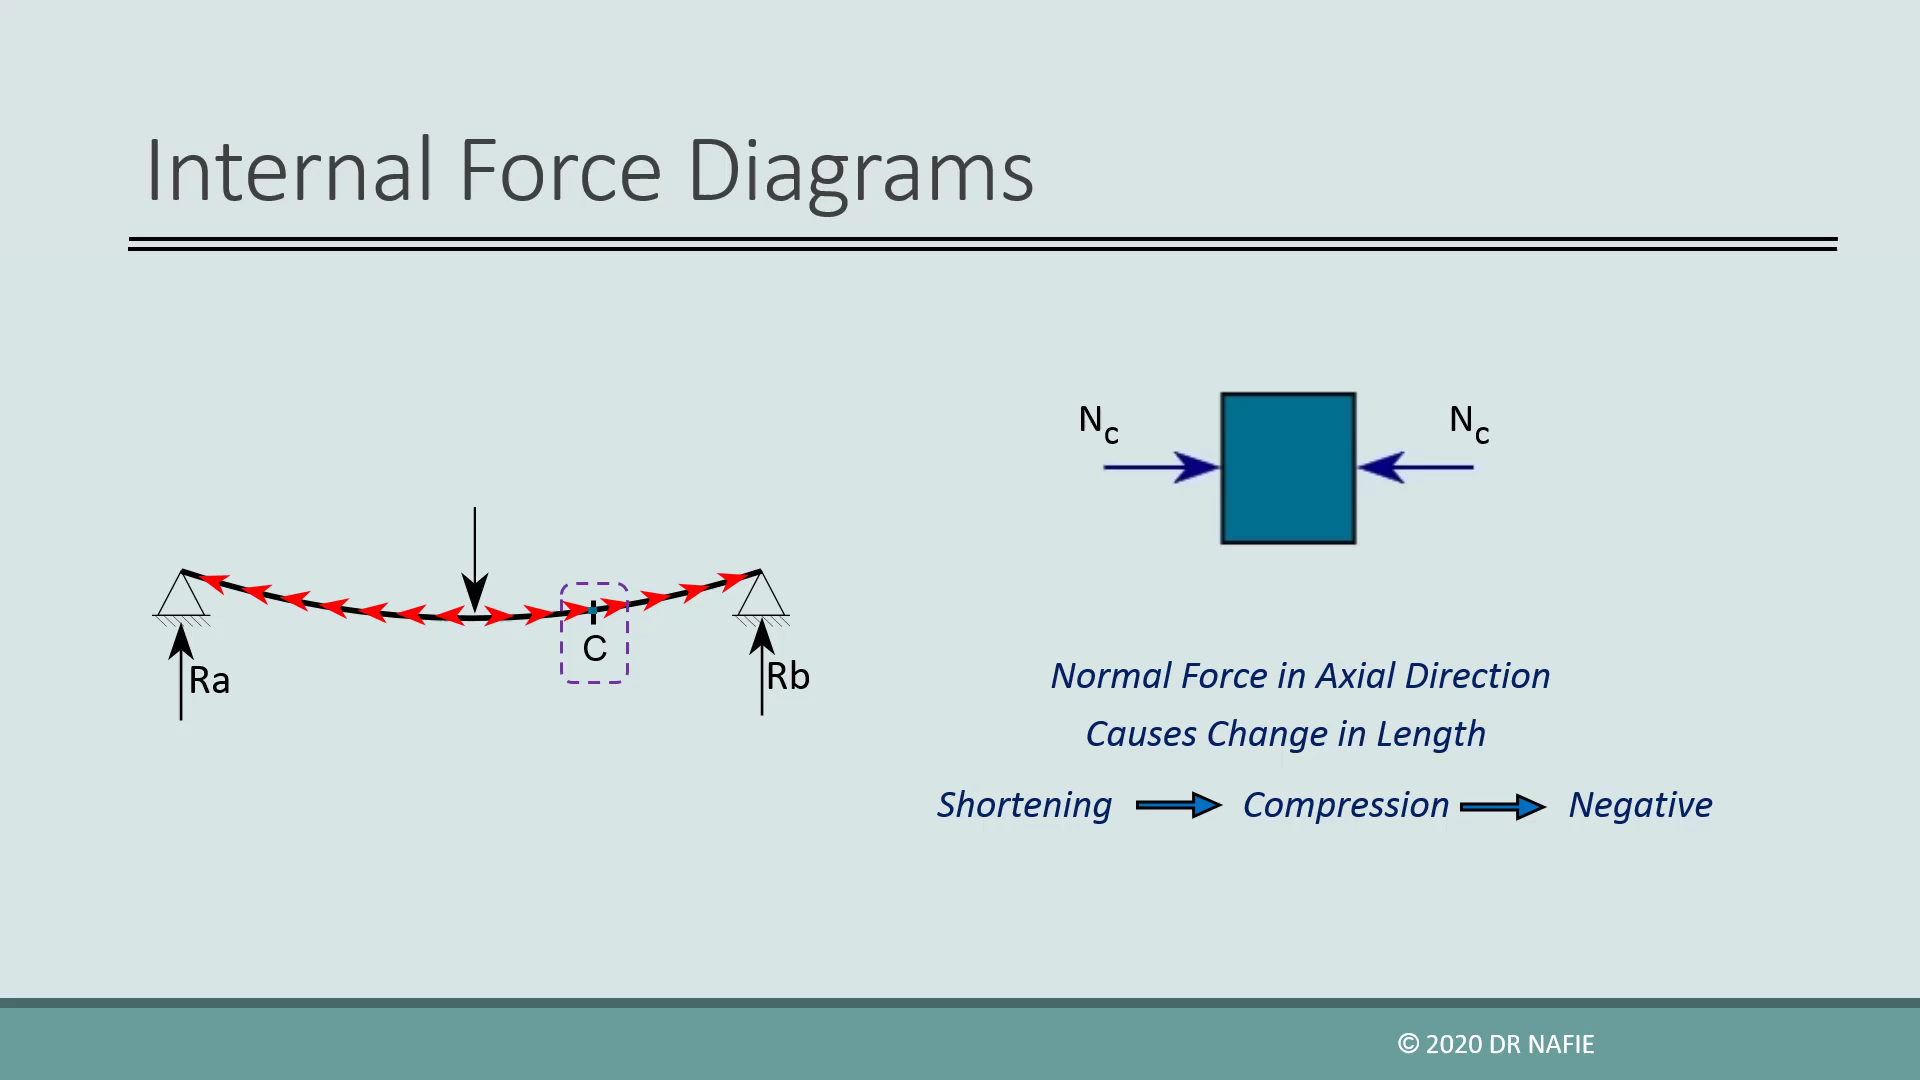 Internal Force Diagrams
Nc Nc
C
Ra Rb
Normal Force in Axial Direction
Causes Change in Length
Shortening Compression Negative
© 2020 DR NAFIE